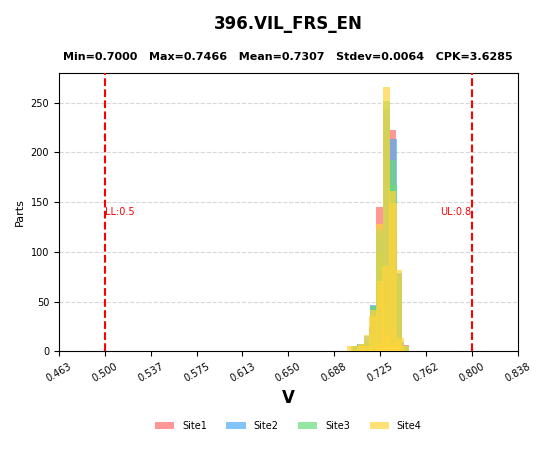 396.VIL_FRS_EN
Min=0.7000 Max=0.7466 Mean=0.7307 Stdev=0.0064 CPK=3.6285
250
200
150
100
50
0
Parts
LL:0.5
UL:0.8
0.463 0.500 0.537 0.575 0.613 0.650 0.688 0.725 0.762 0.800 0.838
V
Site1 Site2 Site3 Site4